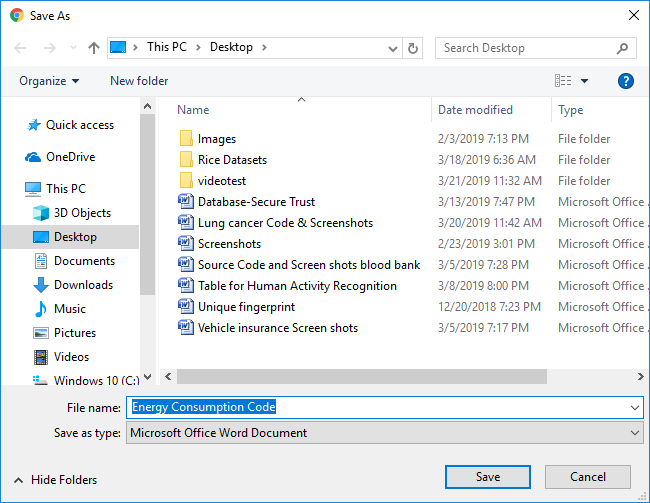 Save As
This PC > Desktop >
Search Desktop
Organize
New folder
Quick access
OneDrive
This PC
3D Objects
Desktop
Documents
Downloads
Music
Pictures
Videos
Windows 10 (C:)
Name Date modified Type
Images 2/3/2019 7:13 PM File folder
Rice Datasets 3/18/2019 6:36 AM File folder
videotest 3/21/2019 11:32 AM File folder
Database-Secure Trust 3/13/2019 7:47 PM Microsoft Office
Lung cancer Code & Screenshots 3/20/2019 11:42 AM Microsoft Office
Screenshots 2/23/2019 3:01 PM Microsoft Office
Source Code and Screen shots blood bank 3/5/2019 7:28 PM Microsoft Office
Table for Human Activity Recognition 3/8/2019 8:00 PM Microsoft Office
Unique fingerprint 12/20/2018 7:23 PM Microsoft Office
Vehicle insurance Screen shots 3/5/2019 7:17 PM Microsoft Office
File name: Energy Consumption Code
Save as type: Microsoft Office Word Document
Hide Folders
Save
Cancel